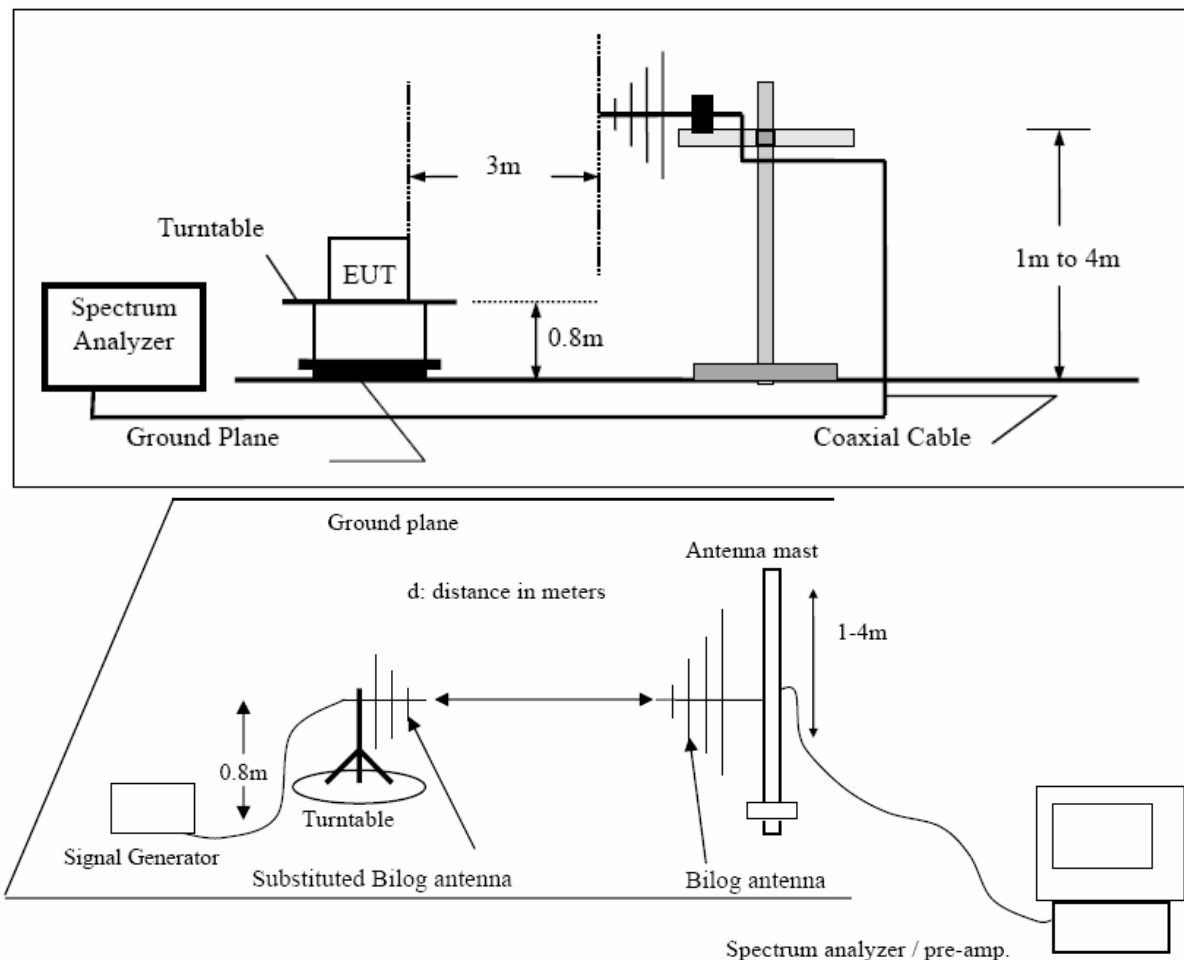 3m
Turntable
EUT
1m to 4m
Spectrum
Analyzer
0.8m
Ground Plane
Coaxial Cable
Ground plane
Antenna mast
d: distance in meters
1-4m
0.8m
Turntable
Signal Generator
Substituted Bilog antenna
Bilog antenna
Spectrum analyzer / pre-amp.